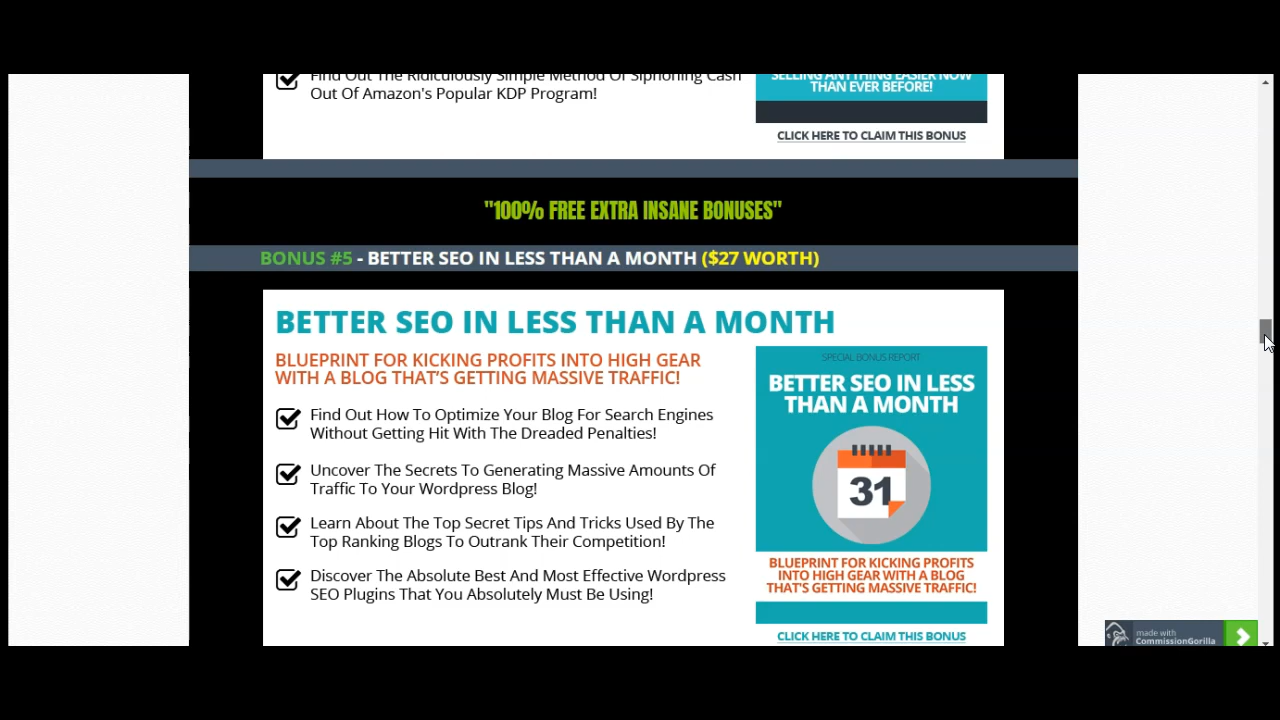 Find Out The Ridiculously Simple Method Of Siphoning Cash
Out Of Amazon's Popular KDP Program!
SELLING ANYTHING EASIER NOW
THAN EVER BEFORE!
CLICK HERE TO CLAIM THIS BONUS
"100% FREE EXTRA INSANE BONUSES"
BONUS #5 - BETTER SEO IN LESS THAN A MONTH ($27 WORTH)
BETTER SEO IN LESS THAN A MONTH
BLUEPRINT FOR KICKING PROFITS INTO HIGH GEAR
WITH A BLOG THAT'S GETTING MASSIVE TRAFFIC!
Find Out How To Optimize Your Blog For Search Engines
Without Getting Hit With The Dreaded Penalties!
Uncover The Secrets To Generating Massive Amounts Of
Traffic To Your Wordpress Blog!
Learn About The Top Secret Tips And Tricks Used By The
Top Ranking Blogs To Outrank Their Competition!
Discover The Absolute Best And Most Effective Wordpress
SEO Plugins That You Absolutely Must Be Using!
SPECIAL BONUS REPORT
BETTER SEO IN LESS
THAN A MONTH
31
BLUEPRINT FOR KICKING PROFITS
INTO HIGH GEAR WITH A BLOG
THAT'S GETTING MASSIVE TRAFFIC!
CLICK HERE TO CLAIM THIS BONUS
made with
CommissionGorilla